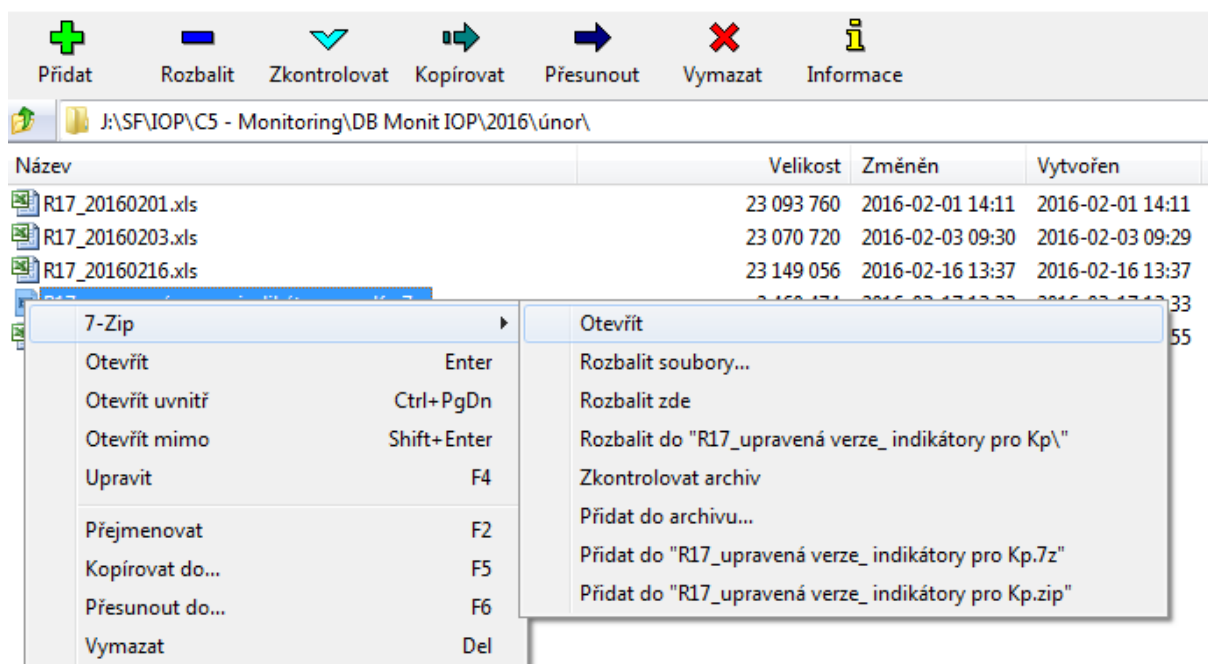 Přidat Rozbalit Zkontrolovat Kopírovat Přesunout Vymazat Informace
J:\SF\IOP\C5 - Monitoring\DB Monit IOP\2016\únor\
Název Velikost Změněn Vytvořen
R17_20160201.xls 23 093 760 2016-02-01 14:11 2016-02-01 14:11
R17_20160203.xls 23 070 720 2016-02-03 09:30 2016-02-03 09:29
R17_20160216.xls 23 149 056 2016-02-16 13:37 2016-02-16 13:37
33
55
7-Zip
Otevřít Enter
Otevřít uvnitř Ctrl+PgDn
Otevřít mimo Shift+Enter
Upravit F4
Přejmenovat F2
Kopírovat do... F5
Přesunout do... F6
Vymazat Del
Otevřít
Rozbalit soubory...
Rozbalit zde
Rozbalit do "R17_upravená verze_ indikátory pro Kp\"
Zkontrolovat archiv
Přidat do archivu...
Přidat do "R17_upravená verze_ indikátory pro Kp.7z"
Přidat do "R17_upravená verze_ indikátory pro Kp.zip"